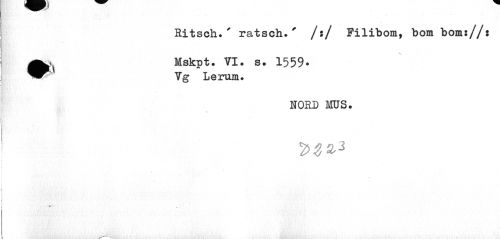 Ritsch.´ ratsch.´ /:/ Filibom, bom bom://:
Mskpt. VI. s. 1559.
Vg Lerum.
NORD MUS.
D223